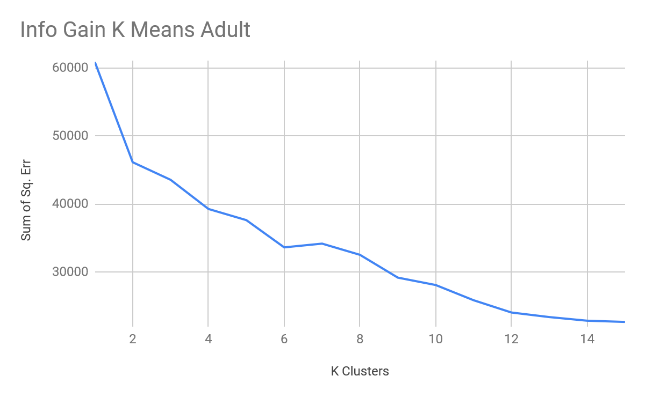 Info Gain K Means Adult
60000
50000
40000
30000
Sum of Sq. Err
2 4 6 8 10 12 14
K Clusters